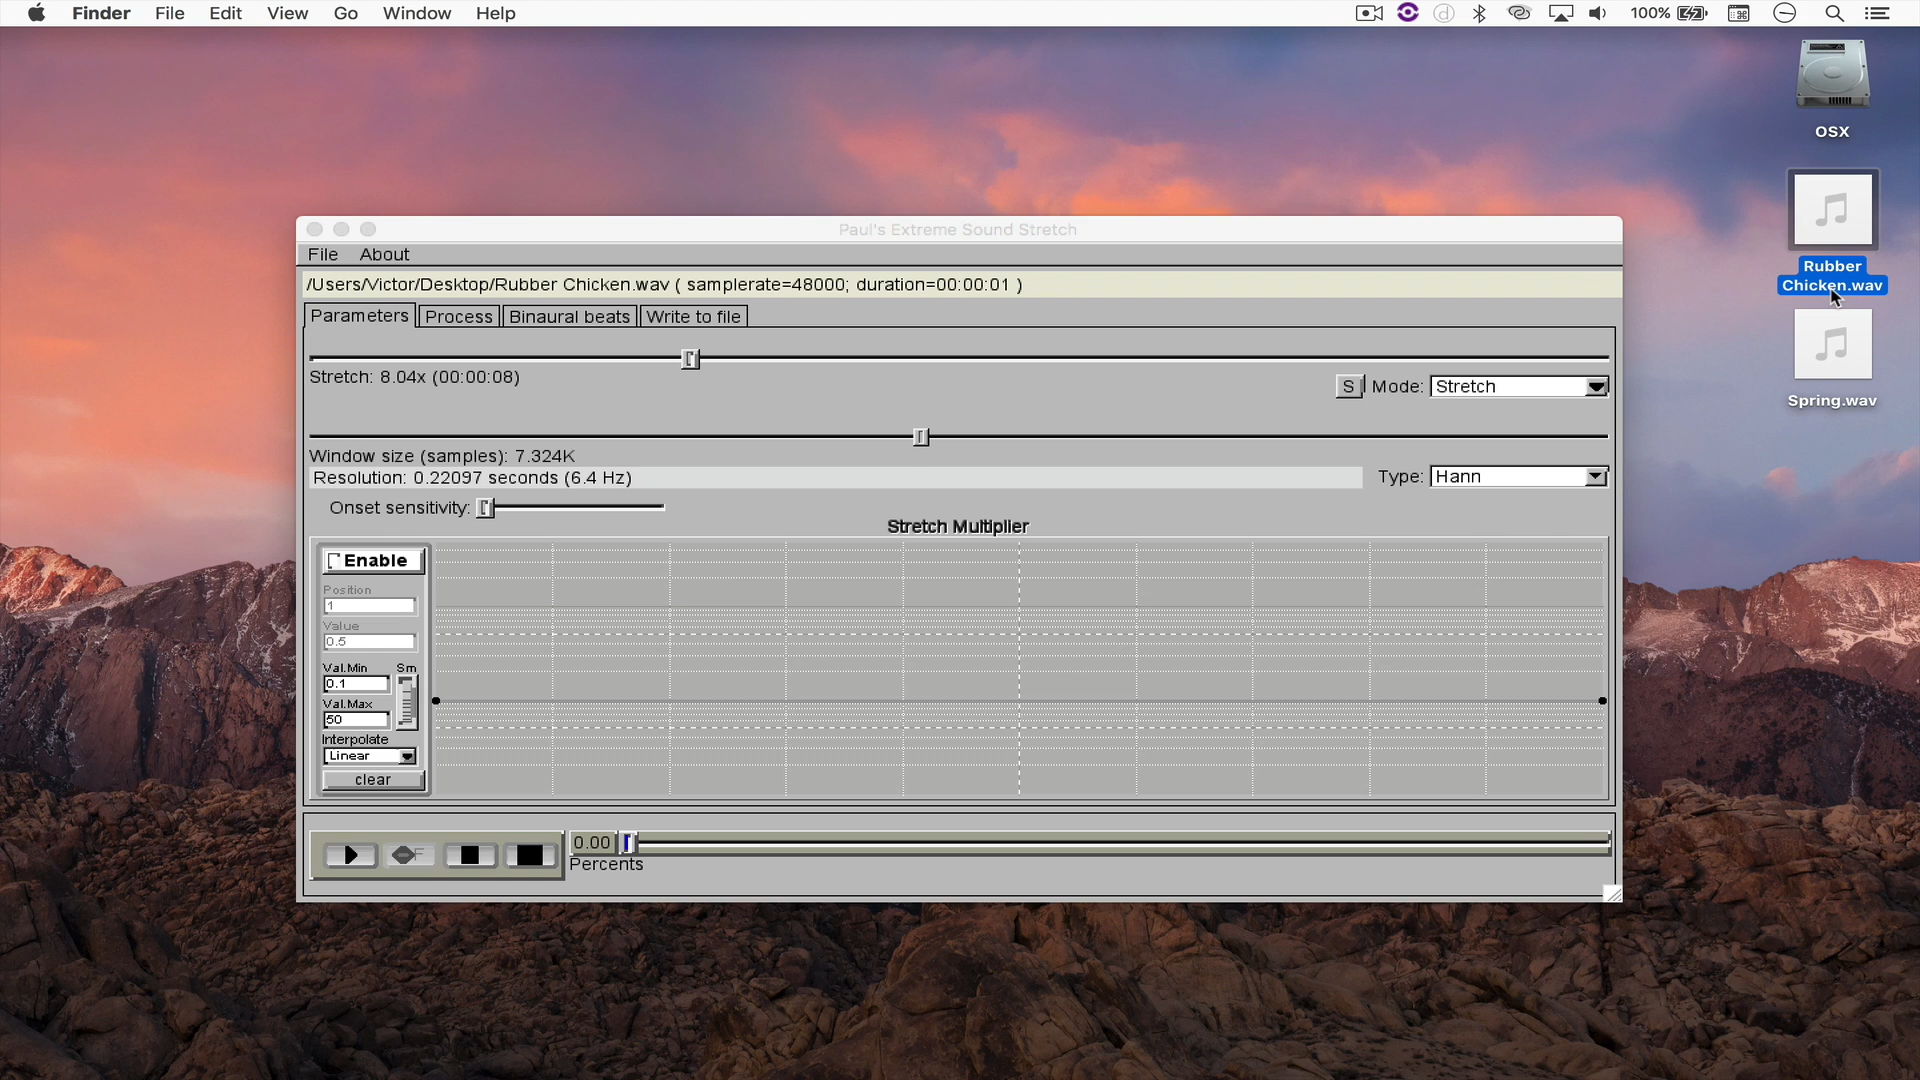 Finder File Edit View Go Window Help 100%
OSX
Paul's Extreme Sound Stretch
File About
Rubber
Chicken.wav
/Users/Victor/Desktop/Rubber Chicken.wav ( samplerate=48000; duration=00:00:01 )
Parameters Process Binaural beats Write to file
Stretch: 8.04x (00:00:08)
S Mode: Stretch
Spring.wav
Window size (samples): 7.324K
Resolution: 0.22097 seconds (6.4 Hz)
Type: Hann
Onset sensitivity:
Stretch Multiplier
Enable
Position
1
Value
0.5
Val.Min Sm
0.1
Val.Max
50
Interpolate
Linear
clear
F
0.00
Percents